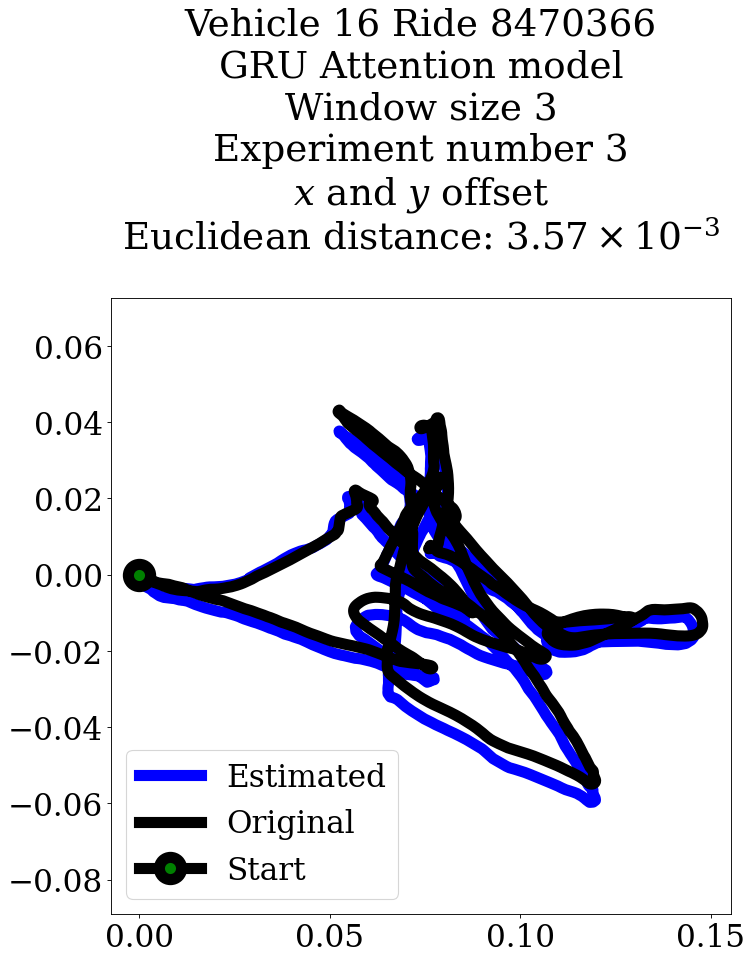 Vehicle 16 Ride 8470366
GRU Attention model
Window size 3
Experiment number 3
x and y offset
Euclidean distance: 3.57 × 10⁻³
0.06
0.04
0.02
0.00
−0.02
−0.04
−0.06
−0.08
Estimated
Original
Start
0.00 0.05 0.10 0.15